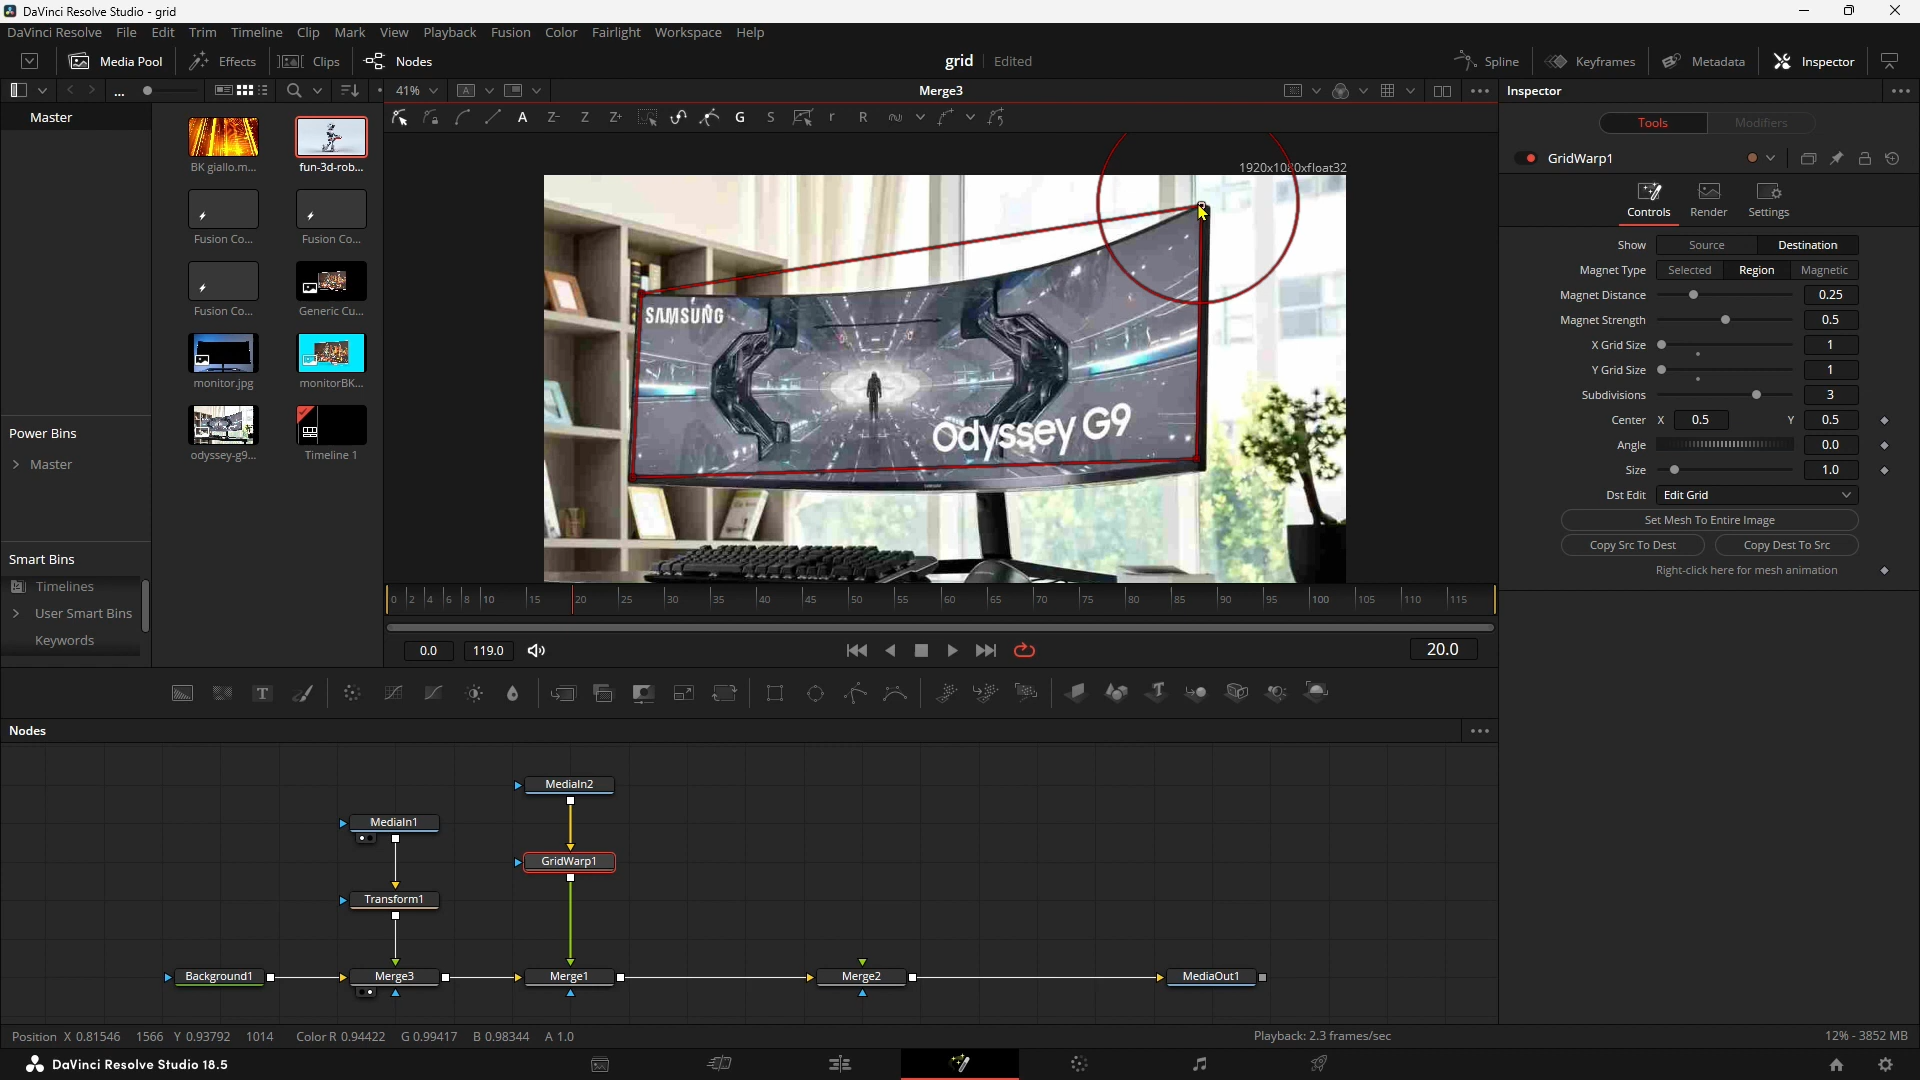 DaVinci Resolve Studio - grid
DaVinci Resolve File Edit Trim Timeline Clip Mark View Playback Fusion Color Fairlight Workspace Help
Media Pool Effects Clips Nodes grid Edited Spline Keyframes Metadata Inspector
... 41% A Merge3 ••• Inspector •••
Master
A Z- Z Z+ G S r R
Tools Modifiers
BK giallo.m... fun-3d-rob...
1920x1080xfloat32
GridWarp1
Controls Render Settings
Fusion Co... Fusion Co...
Show Source Destination
Magnet Type Selected Region Magnetic
Magnet Distance 0.25
Fusion Co... Generic Cu...
SAMSUNG
Magnet Strength 0.5
X Grid Size 1
Y Grid Size 1
monitor.jpg monitorBK...
Subdivisions 3
Center X 0.5 Y 0.5
Odyssey G9
Power Bins
Angle 0.0
odyssey-g9... Timeline 1
Master
Size 1.0
Dst Edit Edit Grid
SAMSUNG
Set Mesh To Entire Image
Copy Src To Dest Copy Dest To Src
Smart Bins
Right-click here for mesh animation
Timelines
0 2 4 6 8 10 15 20 25 30 35 40 45 50 55 60 65 70 75 80 85 90 95 100 105 110 115
User Smart Bins
Keywords
0.0 119.0 20.0
T T
Nodes •••
MediaIn2
MediaIn1
GridWarp1
Transform1
Background1 Merge3 Merge1 Merge2 MediaOut1
Position X 0.81546 1566 Y 0.93792 1014 Color R 0.94422 G 0.99417 B 0.98344 A 1.0 Playback: 2.3 frames/sec 12% - 3852 MB
DaVinci Resolve Studio 18.5